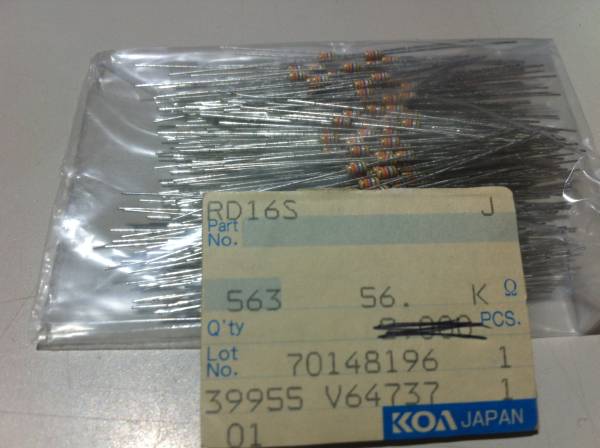 RD16S J
Part
No.
563 56. K Ω
Q'ty PCS.
Lot
No. 70148196 1
39955 V64737 1
01 KOA JAPAN